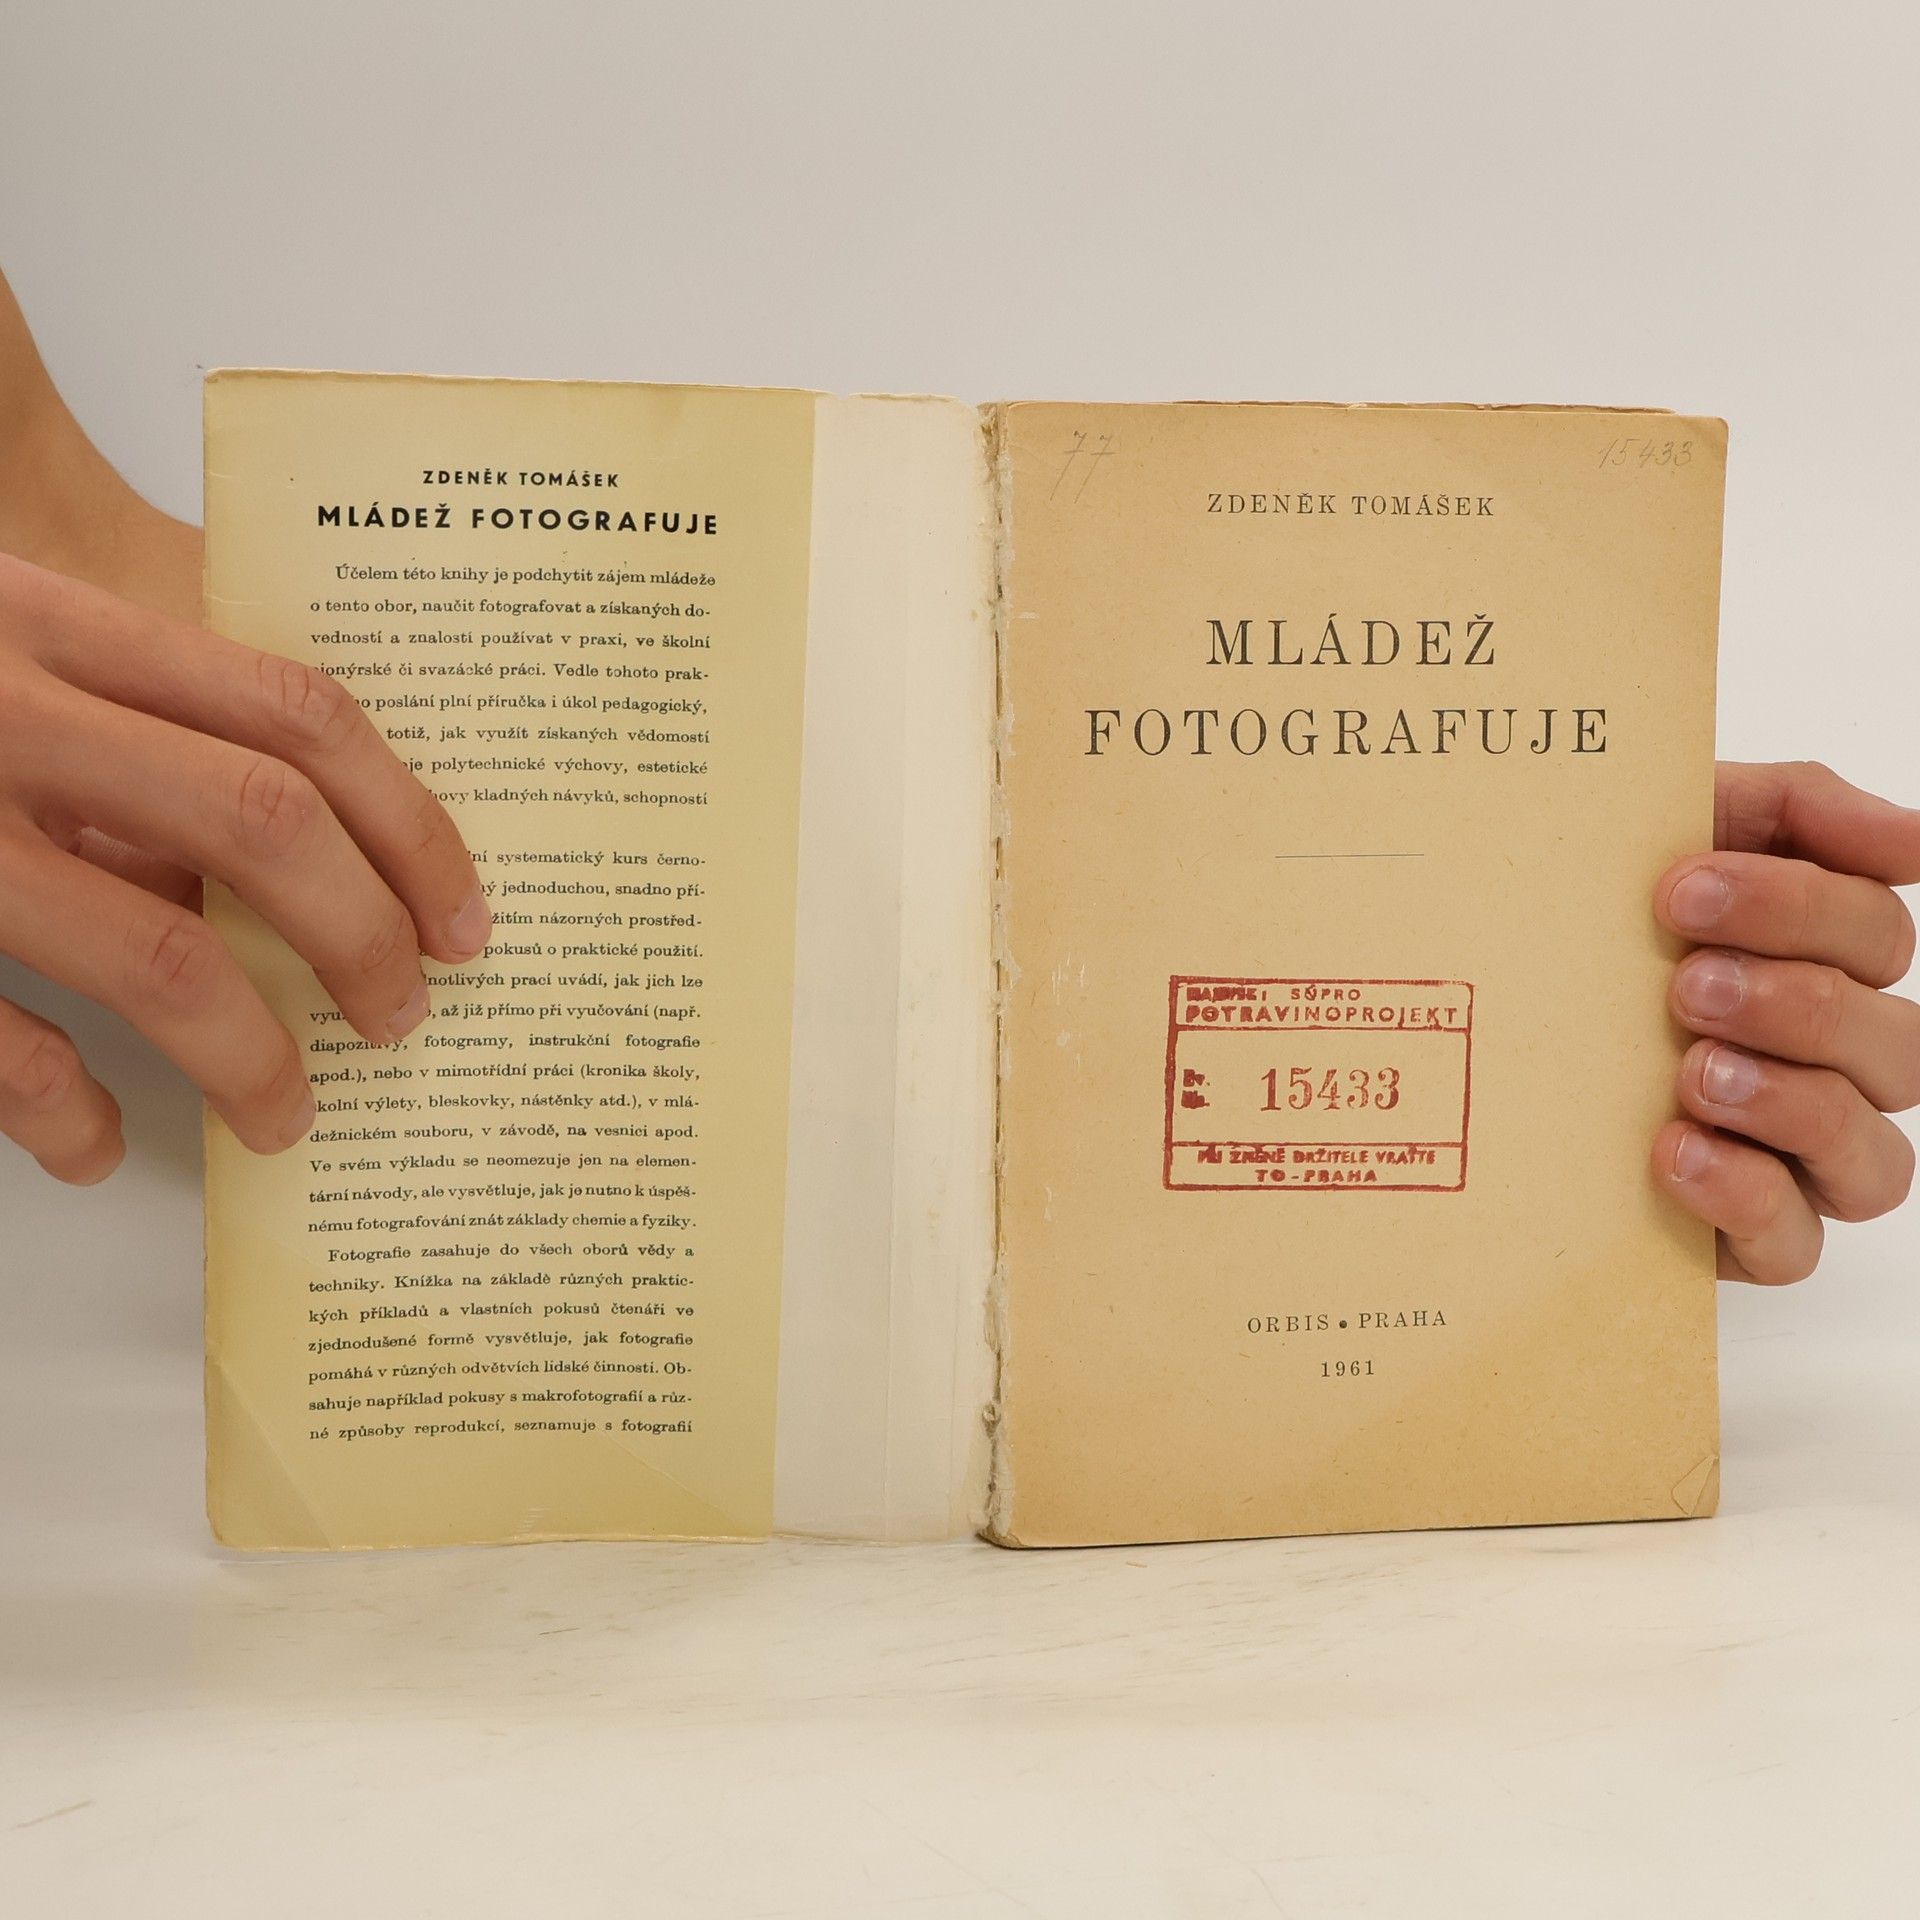 ZDENĚK TOMÁŠEK
MLÁDEŽ FOTOGRAFUJE
Účelem této knihy je podchytit zájem mládeže
o tento obor, naučit fotografovat a získaných do-
vedností a znalostí používat v praxi, ve školní
či svazácké práci. Vedle tohoto prak-
poslání plní příručka i úkol pedagogický,
totiž, jak využít získaných vědomostí
polytechnické výchovy, estetické
kladných návyků, schopností
systematický kurs černo-
jednoduchou, snadno pří-
názorných prostřed-
pokusů o praktické použití.
prací uvádí, jak jich lze
až již přímo při vyučování (např.
diapozitivy, fotogramy, instrukční fotografie
apod.), nebo v mimotřídní práci (kronika školy,
školní výlety, bleskovky, nástěnky atd.), v mlá-
dežnickém souboru, v závodě, na vesnici apod.
Ve svém výkladu se neomezuje jen na elemen-
tární návody, ale vysvětluje, jak je nutno k úspěš-
nému fotografování znát základy chemie a fyziky.
Fotografie zasahuje do všech oborů vědy a
techniky. Knížka na základě různých praktic-
kých příkladů a vlastních pokusů čtenáři ve
zjednodušené formě vysvětluje, jak fotografie
pomáhá v různých odvětvích lidské činnosti. Ob-
sahuje například pokusy s makrofotografií a růz-
né způsoby reprodukcí, seznamuje s fotografií
77
15433
ZDENĚK TOMÁŠEK
MLÁDEŽ
FOTOGRAFUJE
SÚPRO
POTRAVINOPROJEKT
Ev.
15433
ZMĚNĚ DRŽITELE VRAŤTE
TO-PRAHA
ORBIS • PRAHA
1961